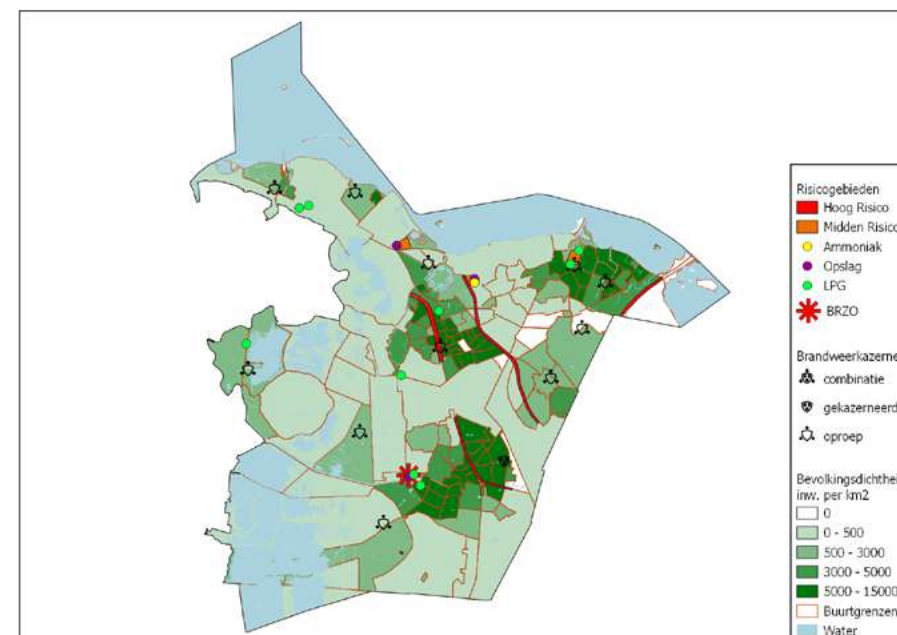 Risicogebieden
Hoog Risico
Midden Risico
Ammoniak
Opslag
LPG
BRZO
Brandweerkazerne
combinatie
gekazerneerd
oproep
Bevolkingsdichthei
inw. per km2
0
0 - 500
500 - 3000
3000 - 5000
5000 - 15000
Buurtgrenzen
Water